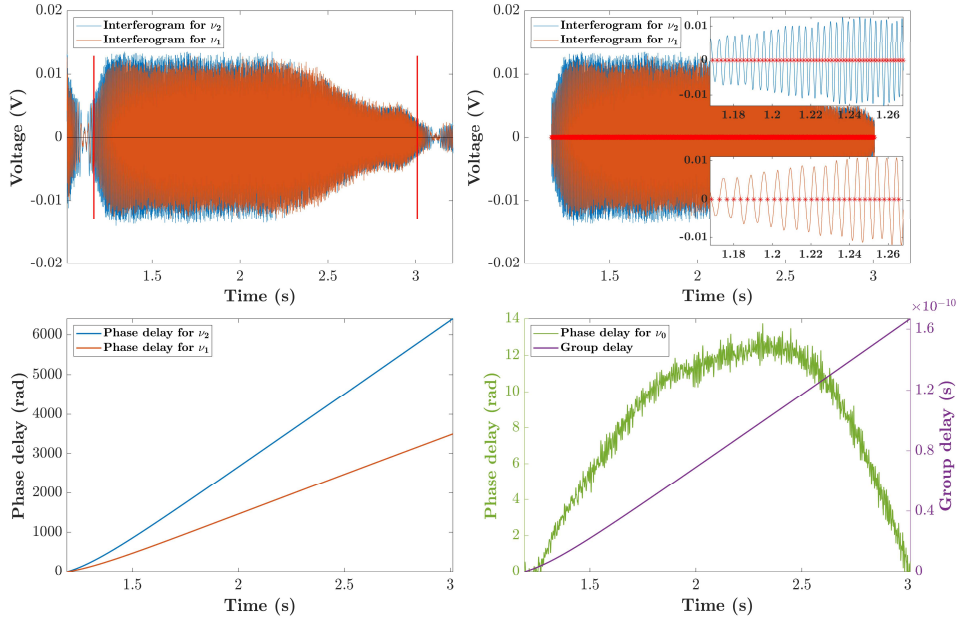 0.02
0.01
0
-0.01
-0.02
Voltage (V)
Interferogram for ν₂
Interferogram for ν₁
1.5 2 2.5 3
Time (s)
0.02
0.01
0
-0.01
-0.02
Voltage (V)
Interferogram for ν₂
Interferogram for ν₁
0.01
0
-0.01
1.18 1.2 1.22 1.24 1.26
0
-0.01
1.18 1.2 1.22 1.24 1.26
1.5 2 2.5 3
Time (s)
6000
5000
4000
3000
2000
1000
0
Phase delay (rad)
Phase delay for ν₂
Phase delay for ν₁
1.5 2 2.5 3
Time (s)
14
12
10
8
6
4
2
0
Phase delay (rad)
Phase delay for ν₀
Group delay
×10⁻¹⁰
1.6
1.2
0.8
0.4
0
Group delay (s)
1.5 2 2.5 3
Time (s)